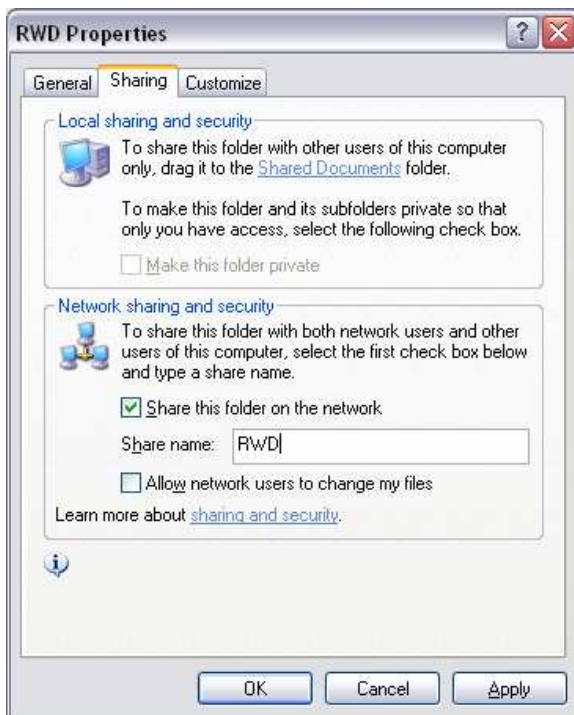 RWD Properties
General Sharing Customize
Local sharing and security
To share this folder with other users of this computer
only, drag it to the Shared Documents folder.
To make this folder and its subfolders private so that
only you have access, select the following check box.
Make this folder private
Network sharing and security
To share this folder with both network users and other
users of this computer, select the first check box below
and type a share name.
Share this folder on the network
Share name: RWD
Allow network users to change my files
Learn more about sharing and security.
OK Cancel Apply